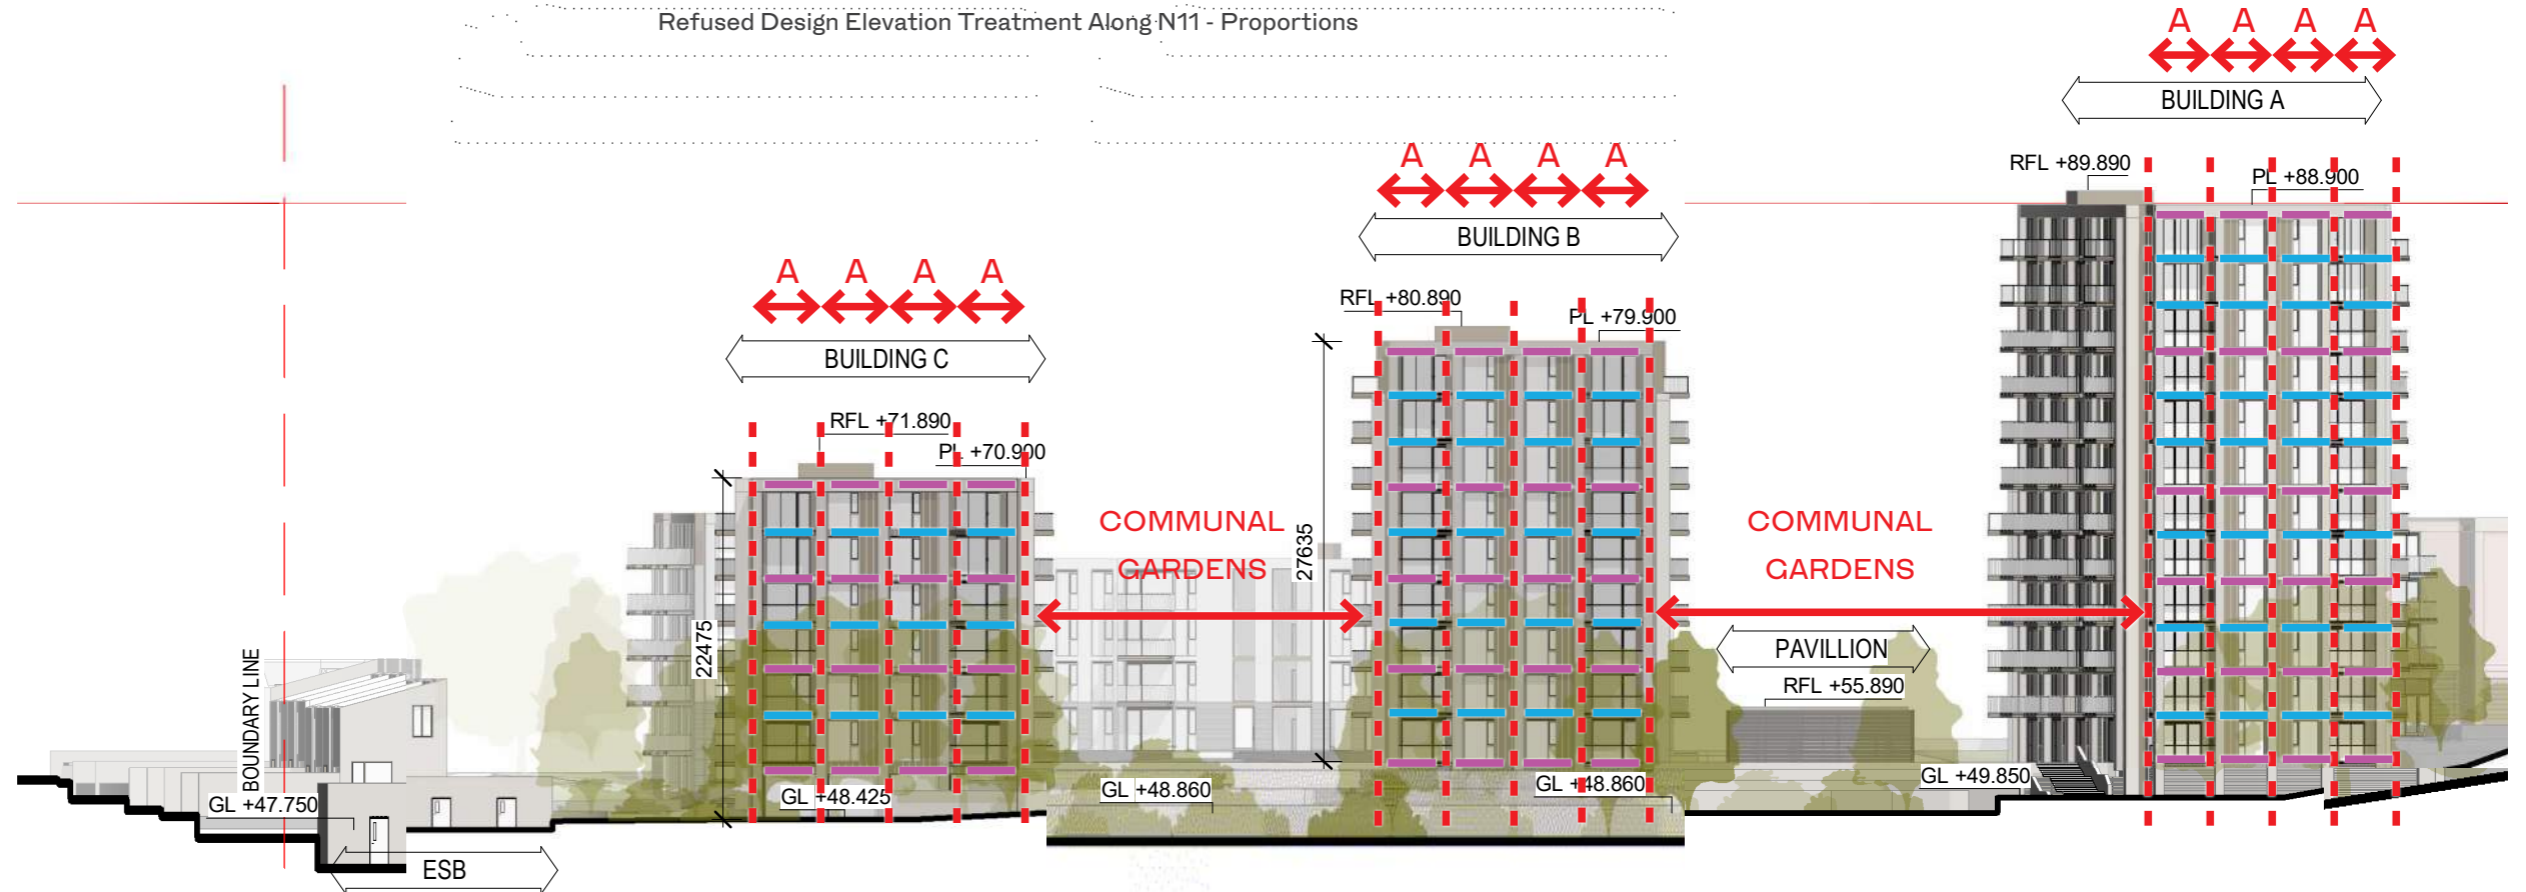 Refused Design Elevation Treatment Along N11 - Proportions
A A A A
BUILDING A
RFL +89.890
PL +88.900
A A A A
BUILDING B
RFL +80.890
PL +79.900
A A A A
BUILDING C
RFL +71.890
PL +70.900
COMMUNAL
GARDENS
COMMUNAL
GARDENS
27635
22475
PAVILLION
RFL +55.890
BOUNDARY LINE
GL +47.750
GL +48.425
GL +48.860
GL +48.860
GL +49.850
ESB